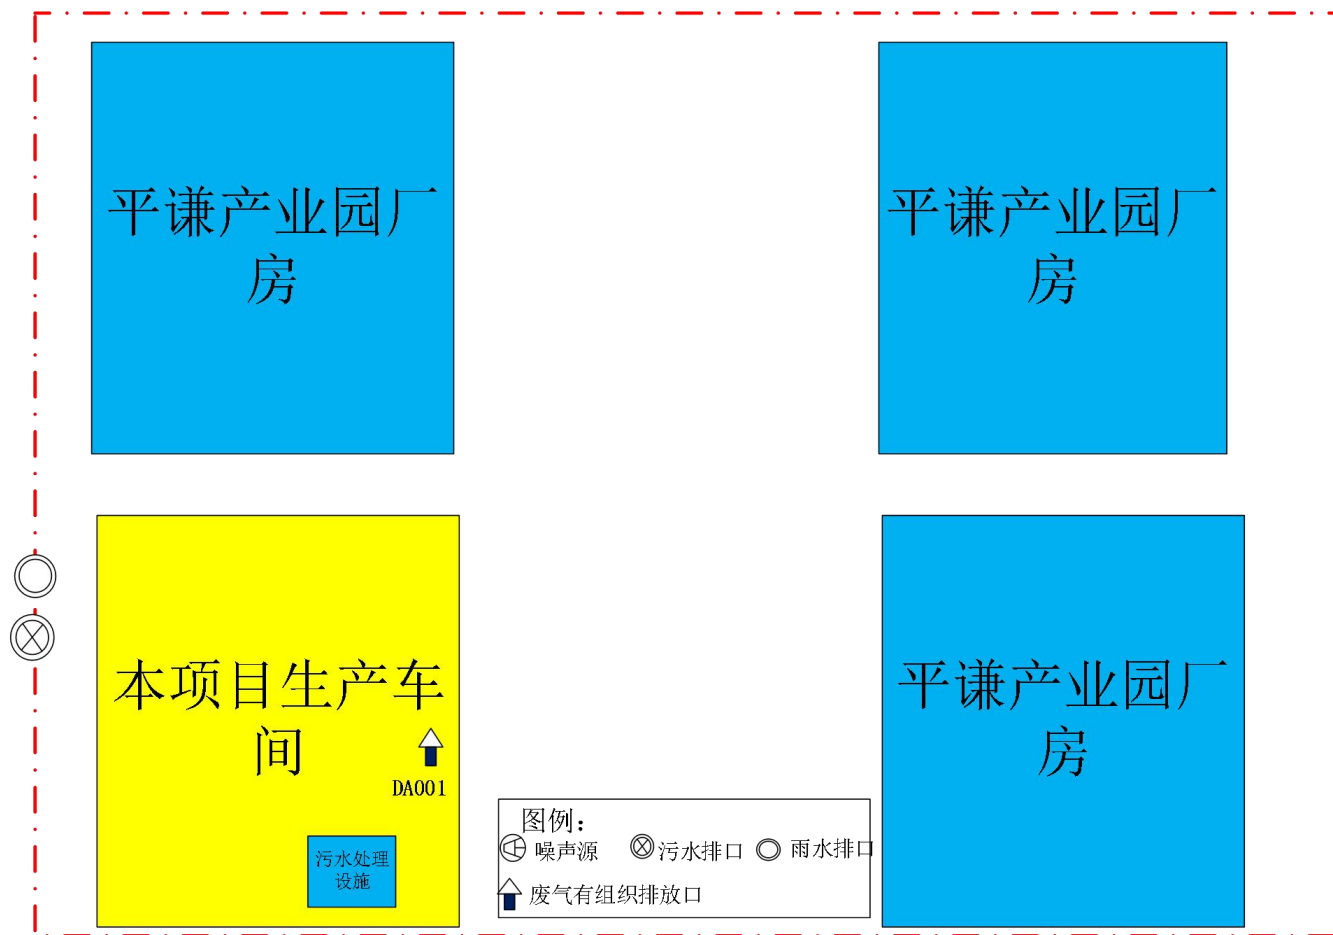 平谦产业园厂
房
平谦产业园厂
房
本项目生产车
间
DA001
污水处理
设施
平谦产业园厂
房
图例：
噪声源 污水排口 雨水排口
废气有组织排放口